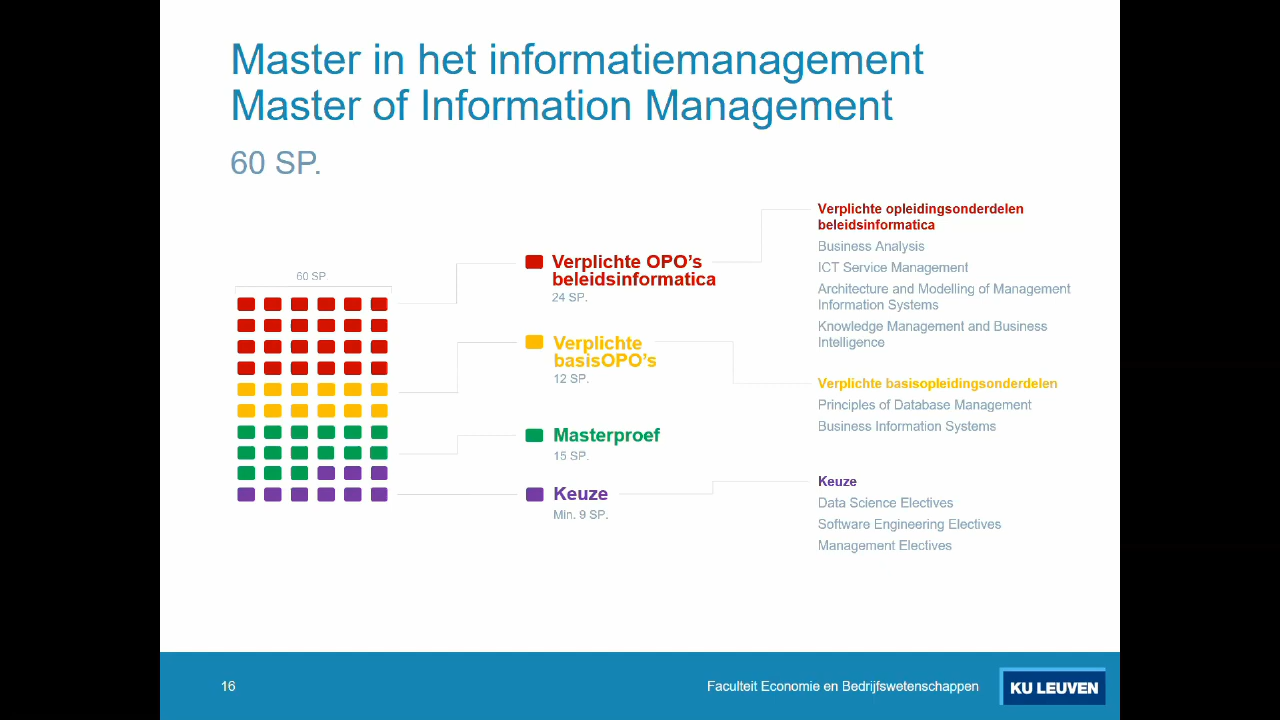 Master in het informatiemanagement
Master of Information Management
60 SP.
60 SP
Verplichte OPO's
beleidsinformatica
24 SP.
Verplichte
basisOPO's
12 SP.
Masterproef
15 SP.
Keuze
Min. 9 SP.
Verplichte opleidingsonderdelen
beleidsinformatica
Business Analysis
ICT Service Management
Architecture and Modelling of Management
Information Systems
Knowledge Management and Business
Intelligence
Verplichte basisopleidingsonderdelen
Principles of Database Management
Business Information Systems
Keuze
Data Science Electives
Software Engineering Electives
Management Electives
16
Faculteit Economie en Bedrijfswetenschappen
KU LEUVEN